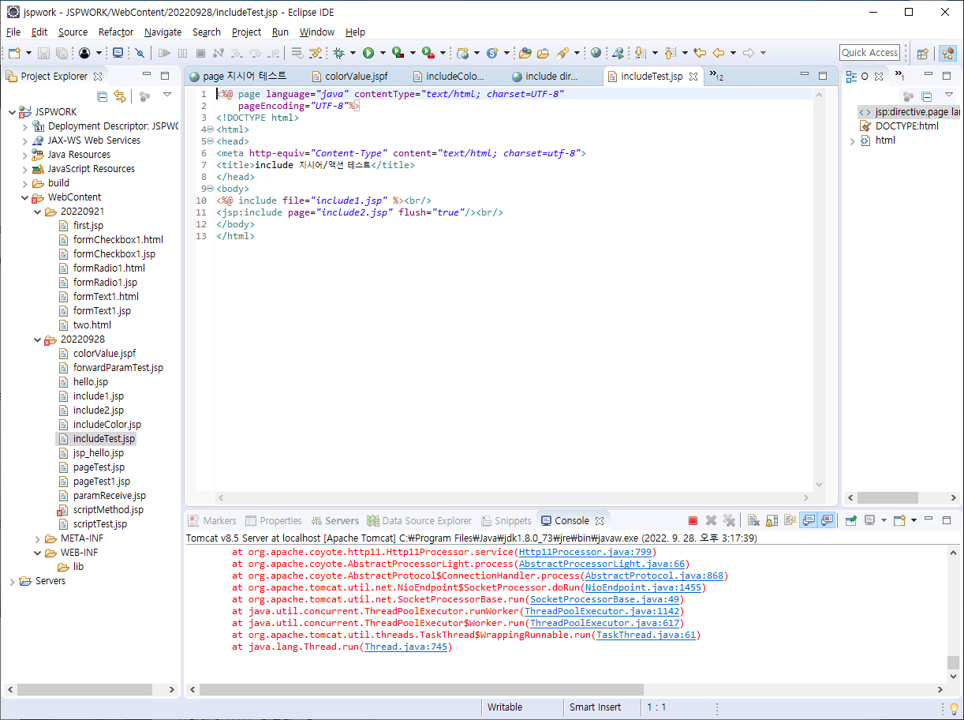 jspwork - JSPWORK/WebContent/20220928/includeTest.jsp - Eclipse IDE
File Edit Source Refactor Navigate Search Project Run Window Help
Quick Access
Project Explorer
JSPWORK
Deployment Descriptor: JSPWO
JAX-WS Web Services
Java Resources
JavaScript Resources
build
WebContent
20220921
first.jsp
formCheckbox1.html
formCheckbox1.jsp
formRadio1.html
formRadio1.jsp
formText1.html
formText1.jsp
two.html
20220928
colorValue.jspf
forwardParamTest.jsp
hello.jsp
include1.jsp
include2.jsp
includeColor.jsp
includeTest.jsp
jsp_hello.jsp
pageTest.jsp
pageTest1.jsp
paramReceive.jsp
scriptMethod.jsp
scriptTest.jsp
META-INF
WEB-INF
lib
Servers
page 지시어 테스트 colorValue.jspf includeColo... include dir... includeTest.jsp »12
1 <%@ page language="java" contentType="text/html; charset=UTF-8"
2 pageEncoding="UTF-8"%>
3 <!DOCTYPE html>
4 <html>
5 <head>
6 <meta http-equiv="Content-Type" content="text/html; charset=utf-8">
7 <title>include 지시어/액션 테스트</title>
8 </head>
9 <body>
10 <%@ include file="include1.jsp" %><br/>
11 <jsp:include page="include2.jsp" flush="true"/><br/>
12 </body>
13 </html>
O »1
jsp:directive.page lan
DOCTYPE:html
html
Markers Properties Servers Data Source Explorer Snippets Console
Tomcat v8.5 Server at localhost [Apache Tomcat] C:₩Program Files₩Java₩jdk1.8.0_73₩jre₩bin₩javaw.exe (2022. 9. 28. 오후 3:17:39)
at org.apache.coyote.http11.Http11Processor.service(Http11Processor.java:799)
at org.apache.coyote.AbstractProcessorLight.process(AbstractProcessorLight.java:66)
at org.apache.coyote.AbstractProtocol$ConnectionHandler.process(AbstractProtocol.java:868)
at org.apache.tomcat.util.net.NioEndpoint$SocketProcessor.doRun(NioEndpoint.java:1455)
at org.apache.tomcat.util.net.SocketProcessorBase.run(SocketProcessorBase.java:49)
at java.util.concurrent.ThreadPoolExecutor.runWorker(ThreadPoolExecutor.java:1142)
at java.util.concurrent.ThreadPoolExecutor$Worker.run(ThreadPoolExecutor.java:617)
at org.apache.tomcat.util.threads.TaskThread$WrappingRunnable.run(TaskThread.java:61)
at java.lang.Thread.run(Thread.java:745)
Writable Smart Insert 1 : 1